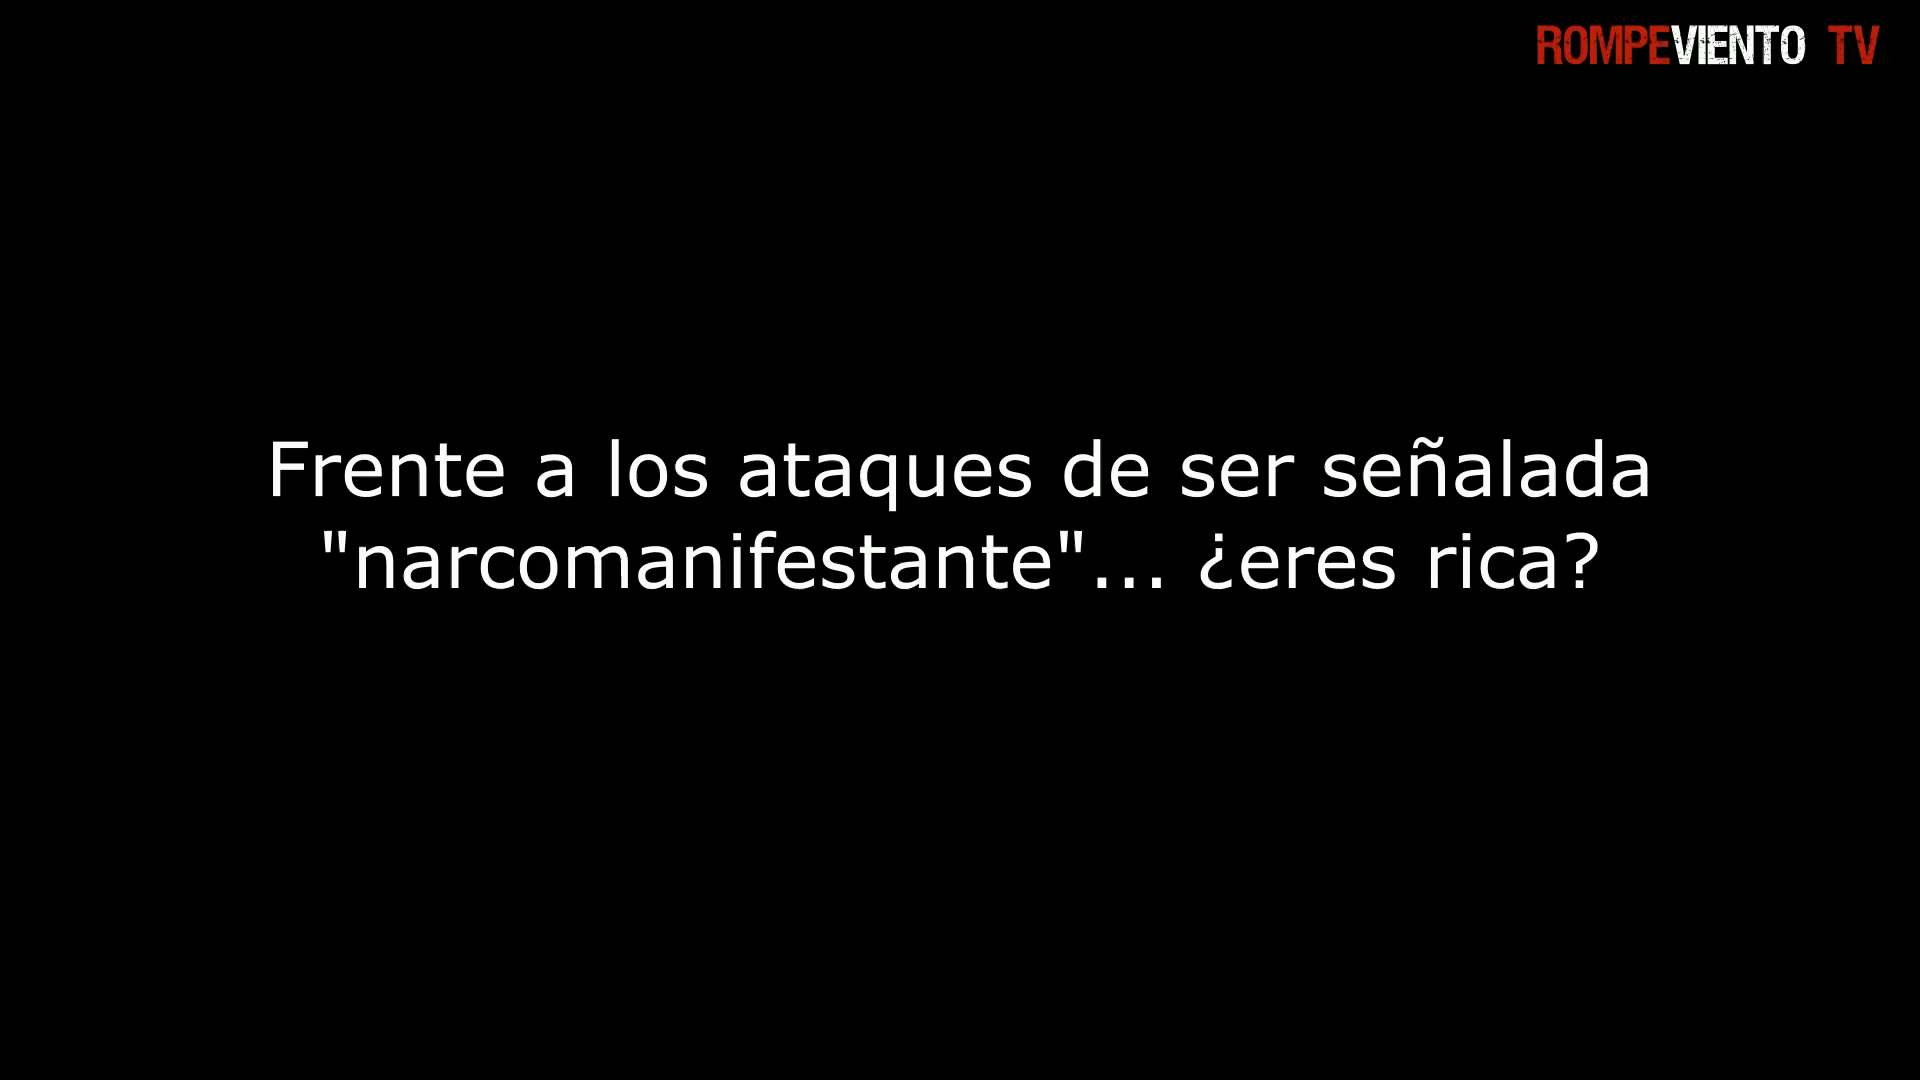 ROMPEVIENTO TV
Frente a los ataques de ser señalada
"narcomanifestante"... ¿eres rica?